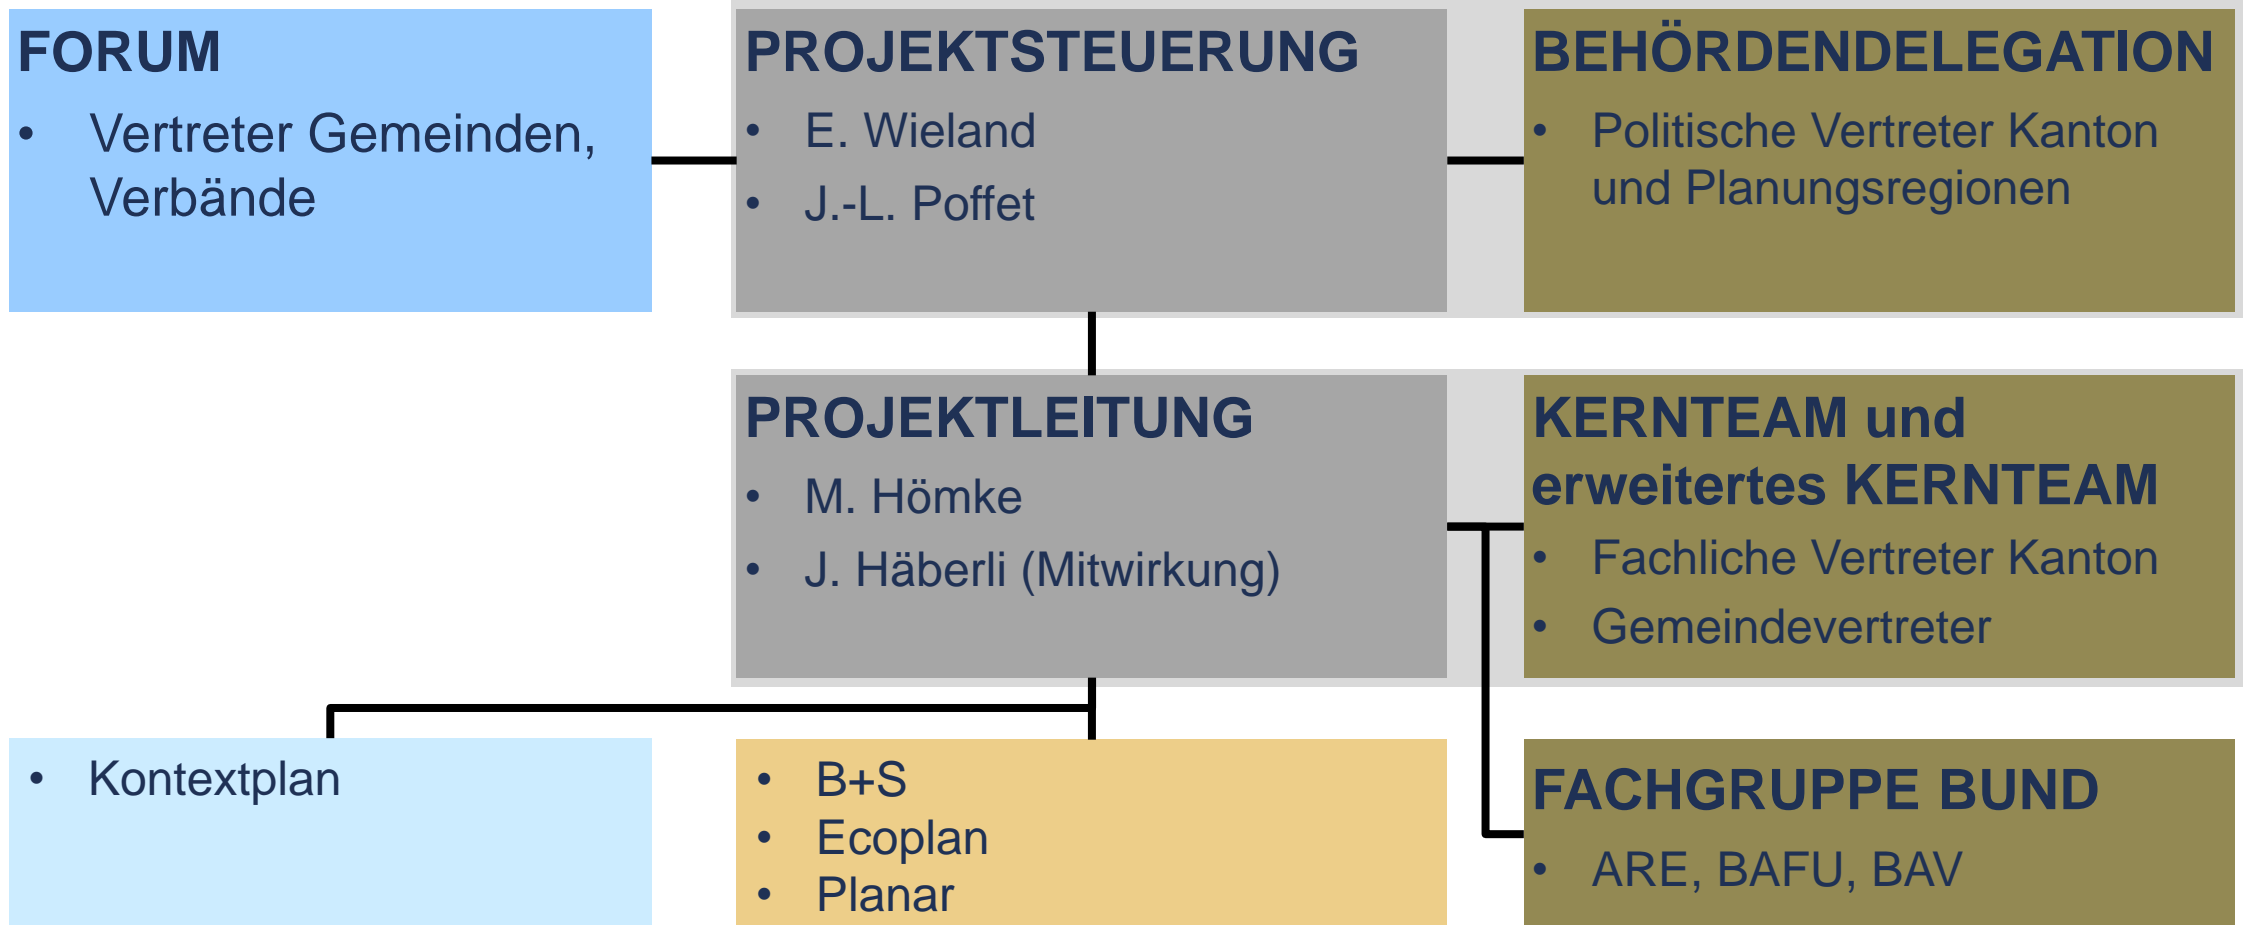 FORUM
• Vertreter Gemeinden,
Verbände
PROJEKTSTEUERUNG
• E. Wieland
• J.-L. Poffet
BEHÖRDENDELEGATION
• Politische Vertreter Kanton
und Planungsregionen
PROJEKTLEITUNG
• M. Hömke
• J. Häberli (Mitwirkung)
KERNTEAM und
erweitertes KERNTEAM
• Fachliche Vertreter Kanton
• Gemeindevertreter
• Kontextplan
• B+S
• Ecoplan
• Planar
FACHGRUPPE BUND
• ARE, BAFU, BAV